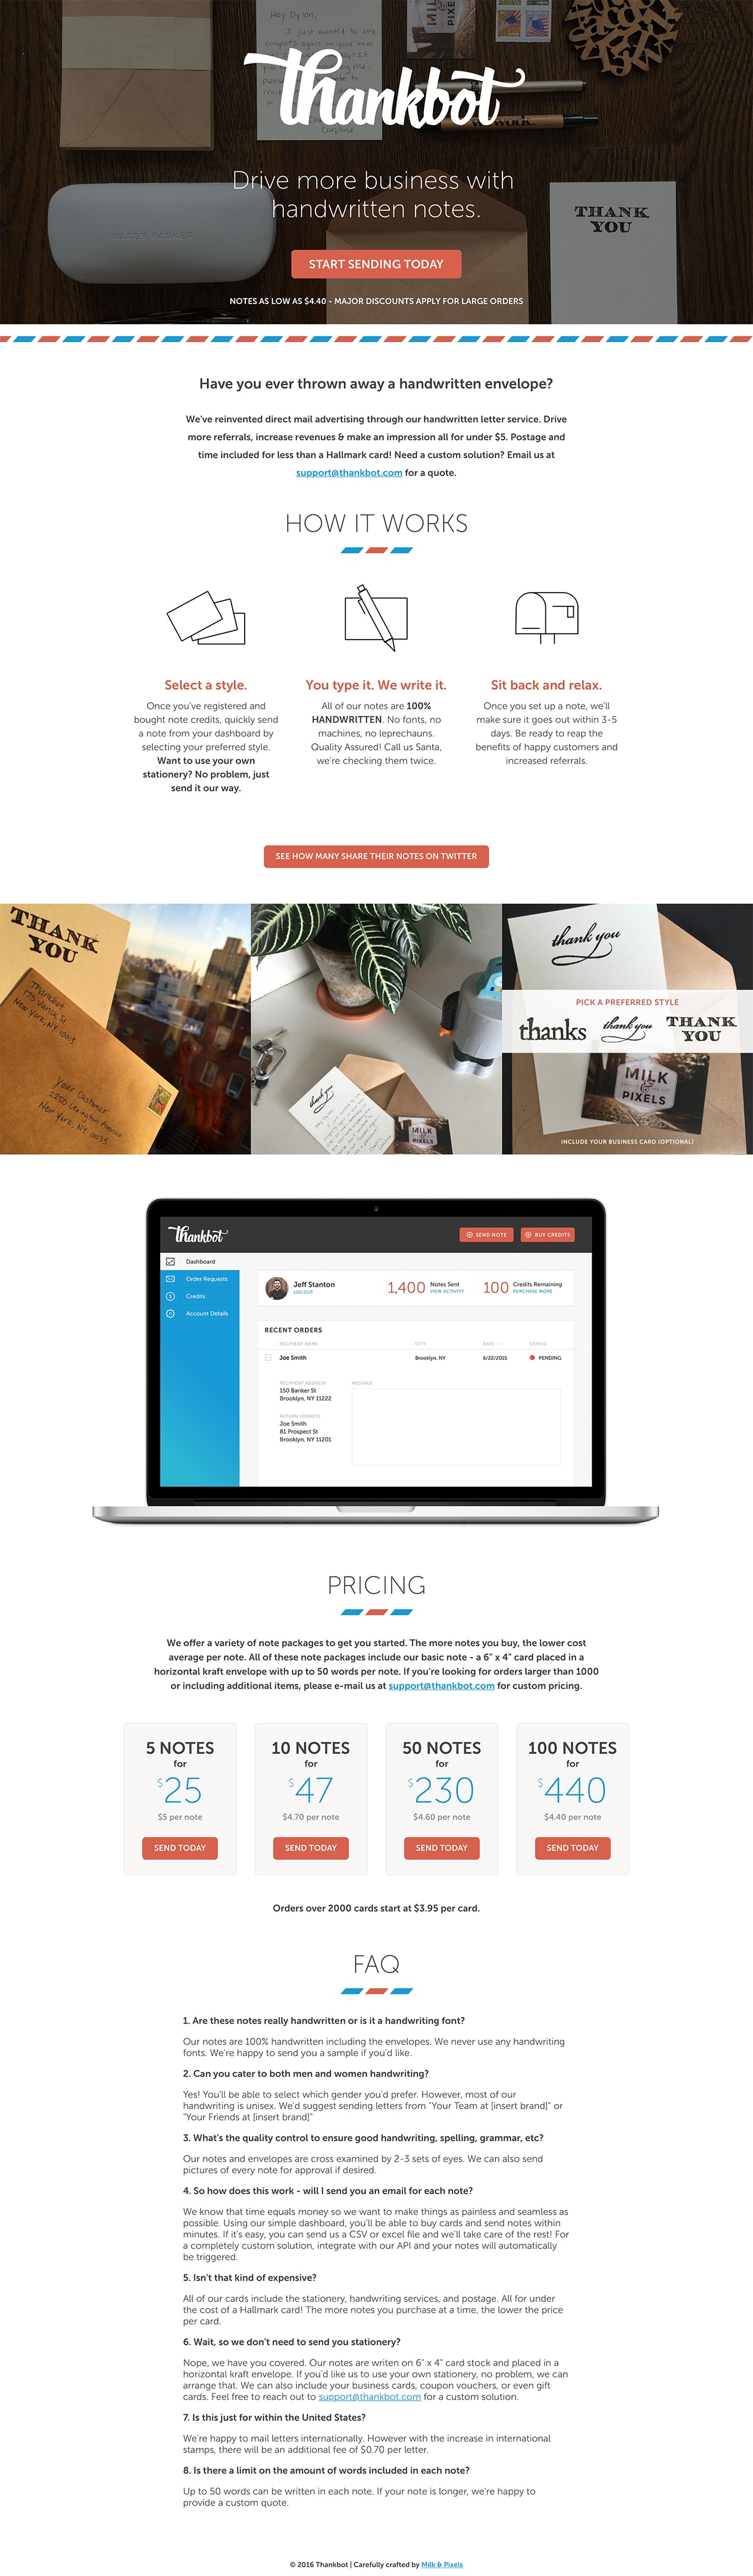 Hey Dylan,
I just wanted to say
thankbot
Caroline
WARBY PARKER
THANK
YOU
Drive more business with
handwritten notes.
START SENDING TODAY
NOTES AS LOW AS $4.40 - MAJOR DISCOUNTS APPLY FOR LARGE ORDERS
Have you ever thrown away a handwritten envelope?
We've reinvented direct mail advertising through our handwritten letter service. Drive
more referrals, increase revenues & make an impression all for under $5. Postage and
time included for less than a Hallmark card! Need a custom solution? Email us at
support@thankbot.com for a quote.
HOW IT WORKS
Select a style.
Once you've registered and
bought note credits, quickly send
a note from your dashboard by
selecting your preferred style.
Want to use your own
stationery? No problem, just
send it our way.
You type it. We write it.
All of our notes are 100%
HANDWRITTEN. No fonts, no
machines, no leprechauns.
Quality Assured! Call us Santa,
we're checking them twice.
Sit back and relax.
Once you set up a note, we'll
make sure it goes out within 3-5
days. Be ready to reap the
benefits of happy customers and
increased referrals.
SEE HOW MANY SHARE THEIR NOTES ON TWITTER
THANK
YOU
Thankbot
175 Varick St
New York, NY 10013
Your Customer
2250 Lexington Avenue
New York, NY 10035
thank you
MILK
&
PIXELS
thank you
PICK A PREFERRED STYLE
thanks thank you THANK
YOU
MILK
&
PIXELS
INCLUDE YOUR BUSINESS CARD (OPTIONAL)
thankbot
SEND NOTE
BUY CREDITS
Dashboard
Order Requests
Credits
Account Details
Jeff Stanton
LOG OUT
1,400 Notes Sent
VIEW ACTIVITY
100 Credits Remaining
PURCHASE MORE
RECENT ORDERS
RECIPIENT NAME CITY DATE STATUS
Joe Smith Brooklyn, NY 6/22/2015 PENDING
RECIPIENT ADDRESS
150 Banker St
Brooklyn, NY 11222
RETURN ADDRESS
Joe Smith
81 Prospect St
Brooklyn, NY 11201
MESSAGE
PRICING
We offer a variety of note packages to get you started. The more notes you buy, the lower cost
average per note. All of these note packages include our basic note - a 6" x 4" card placed in a
horizontal kraft envelope with up to 50 words per note. If you're looking for orders larger than 1000
or including additional items, please e-mail us at support@thankbot.com for custom pricing.
5 NOTES
for
$25
$5 per note
SEND TODAY
10 NOTES
for
$47
$4.70 per note
SEND TODAY
50 NOTES
for
$230
$4.60 per note
SEND TODAY
100 NOTES
for
$440
$4.40 per note
SEND TODAY
Orders over 2000 cards start at $3.95 per card.
FAQ
1. Are these notes really handwritten or is it a handwriting font?
Our notes are 100% handwritten including the envelopes. We never use any handwriting
fonts. We're happy to send you a sample if you'd like.
2. Can you cater to both men and women handwriting?
Yes! You'll be able to select which gender you'd prefer. However, most of our
handwriting is unisex. We'd suggest sending letters from "Your Team at [insert brand]" or
"Your Friends at [insert brand]"
3. What's the quality control to ensure good handwriting, spelling, grammar, etc?
Our notes and envelopes are cross examined by 2-3 sets of eyes. We can also send
pictures of every note for approval if desired.
4. So how does this work - will I send you an email for each note?
We know that time equals money so we want to make things as painless and seamless as
possible. Using our simple dashboard, you'll be able to buy cards and send notes within
minutes. If it's easy, you can send us a CSV or excel file and we'll take care of the rest! For
a completely custom solution, integrate with our API and your notes will automatically
be triggered.
5. Isn't that kind of expensive?
All of our cards include the stationery, handwriting services, and postage. All for under
the cost of a Hallmark card! The more notes you purchase at a time, the lower the price
per card.
6. Wait, so we don't need to send you stationery?
Nope, we have you covered. Our notes are writen on 6" x 4" card stock and placed in a
horizontal kraft envelope. If you'd like us to use your own stationery, no problem, we can
arrange that. We can also include your business cards, coupon vouchers, or even gift
cards. Feel free to reach out to support@thankbot.com for a custom solution.
7. Is this just for within the United States?
We're happy to mail letters internationally. However with the increase in international
stamps, there will be an additional fee of $0.70 per letter.
8. Is there a limit on the amount of words included in each note?
Up to 50 words can be written in each note. If your note is longer, we're happy to
provide a custom quote.
© 2016 Thankbot | Carefully crafted by Milk & Pixels